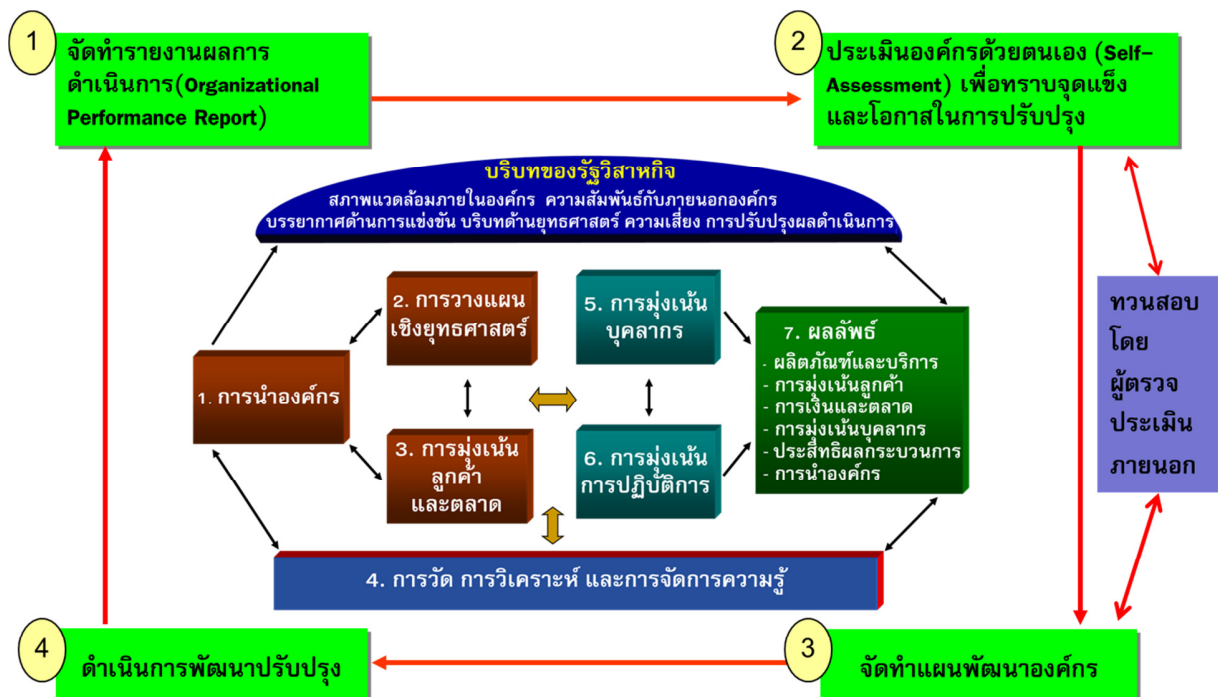 1
จัดทำรายงานผลการ
ดำเนินการ(Organizational
Performance Report)
2
ประเมินองค์กรด้วยตนเอง (Self-
Assessment) เพื่อทราบจุดแข็ง
และโอกาสในการปรับปรุง
บริบทของรัฐวิสาหกิจ
สภาพแวดล้อมภายในองค์กร ความสัมพันธ์กับภายนอกองค์กร
บรรยากาศด้านการแข่งขัน บริบทด้านยุทธศาสตร์ ความเสี่ยง การปรับปรุงผลดำเนินการ
1. การนำองค์กร
2. การวางแผน
เชิงยุทธศาสตร์
3. การมุ่งเน้น
ลูกค้า
และตลาด
5. การมุ่งเน้น
บุคลากร
6. การมุ่งเน้น
การปฏิบัติการ
7. ผลลัพธ์
- ผลิตภัณฑ์และบริการ
- การมุ่งเน้นลูกค้า
- การเงินและตลาด
- การมุ่งเน้นบุคลากร
- ประสิทธิผลกระบวนการ
- การนำองค์กร
4. การวัด การวิเคราะห์ และการจัดการความรู้
ทวนสอบ
โดย
ผู้ตรวจ
ประเมิน
ภายนอก
3
จัดทำแผนพัฒนาองค์กร
4
ดำเนินการพัฒนาปรับปรุง